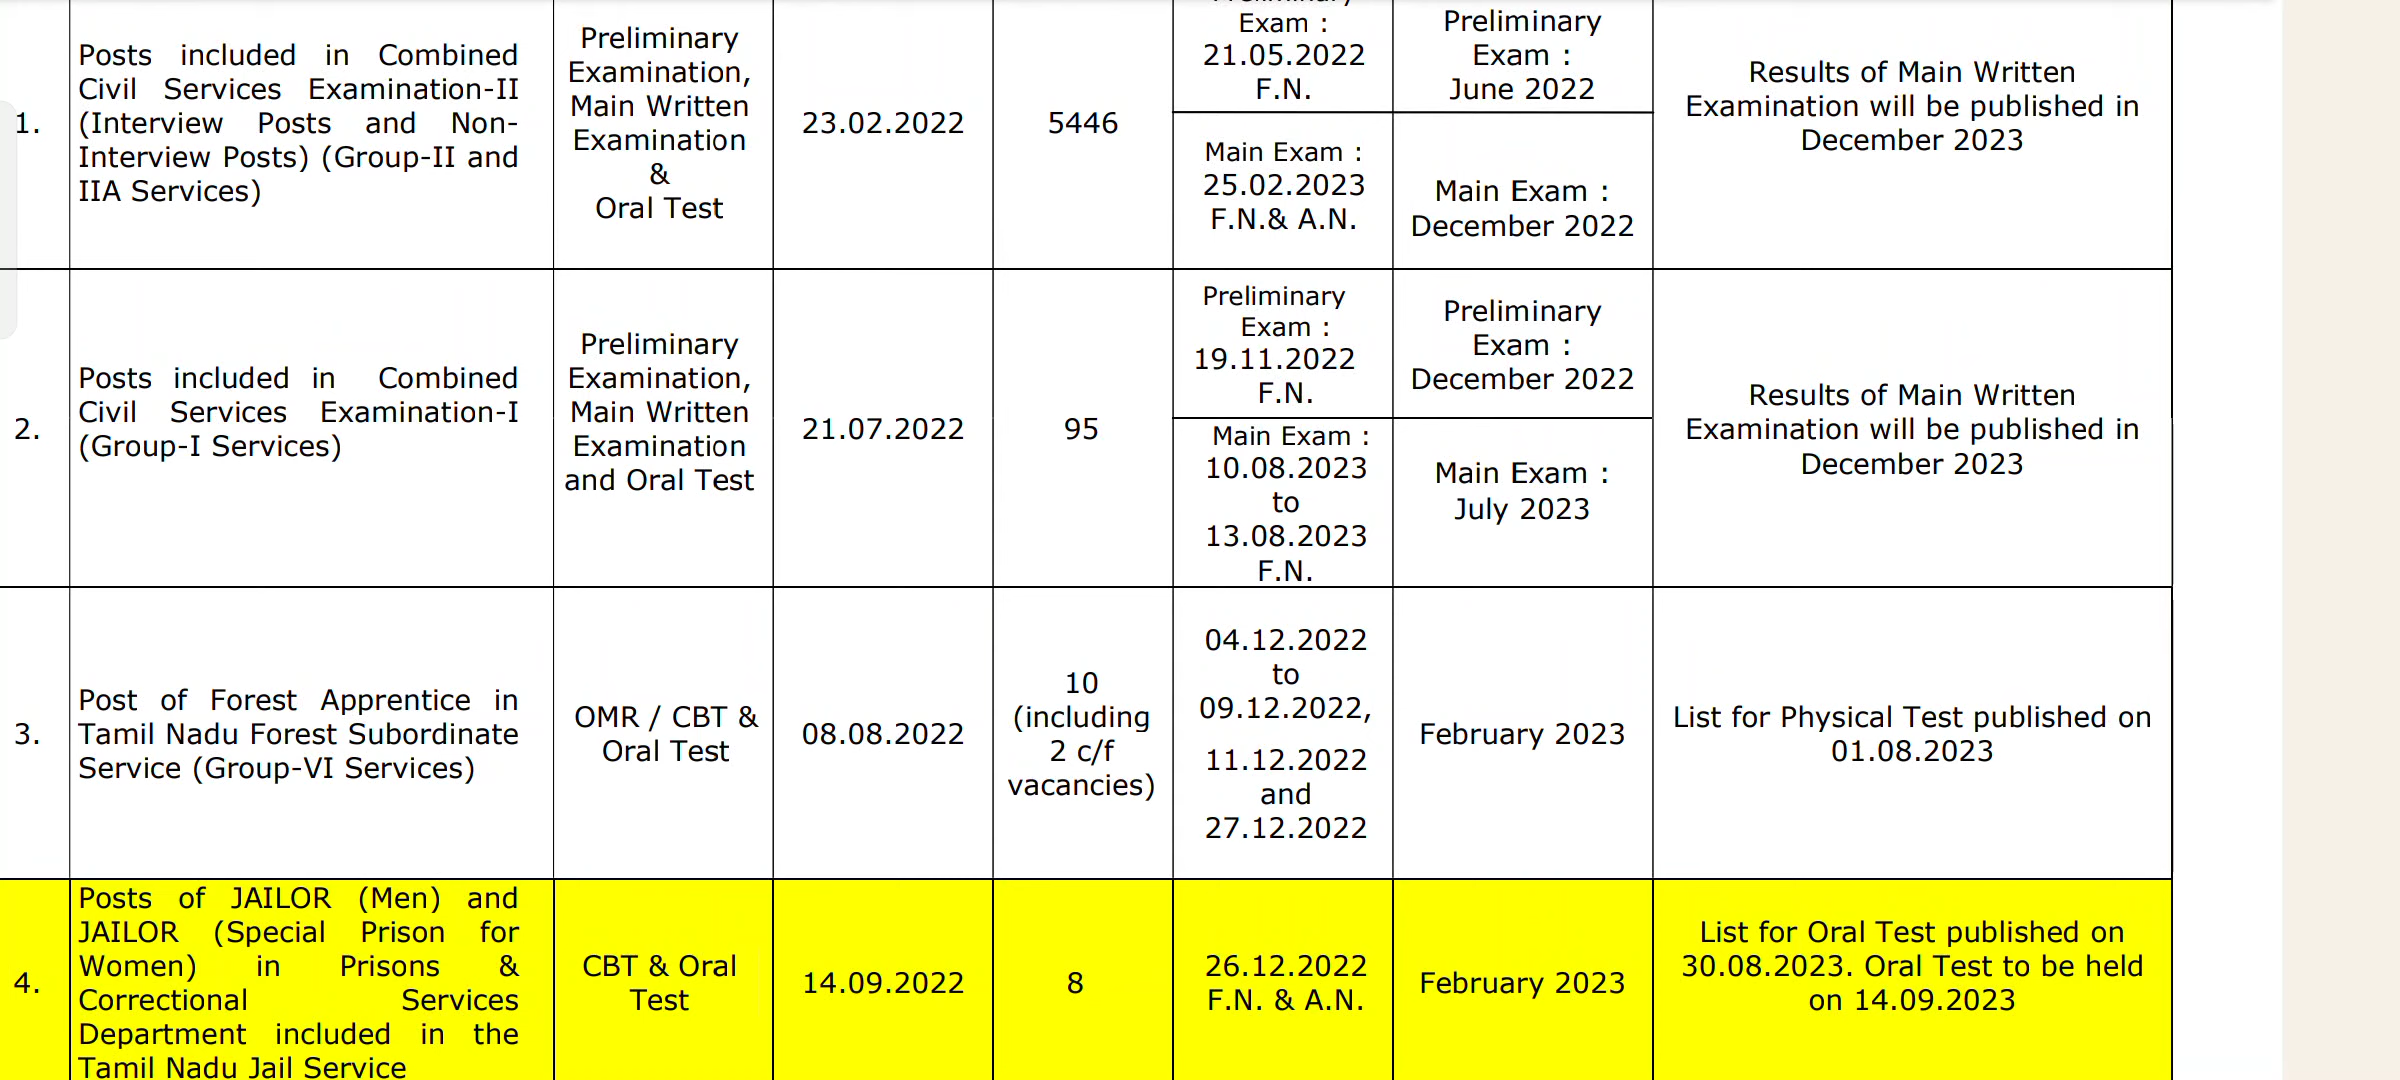 Exam :
21.05.2022
F.N.
Preliminary
Exam :
June 2022
1.
Posts included in Combined
Civil Services Examination-II
(Interview Posts and Non-
Interview Posts) (Group-II and
IIA Services)
Preliminary
Examination,
Main Written
Examination
&
Oral Test
23.02.2022
5446
Main Exam :
25.02.2023
F.N.& A.N.
Main Exam :
December 2022
Results of Main Written
Examination will be published in
December 2023
2.
Posts included in Combined
Civil Services Examination-I
(Group-I Services)
Preliminary
Examination,
Main Written
Examination
and Oral Test
21.07.2022
95
Preliminary
Exam :
19.11.2022
F.N.
Preliminary
Exam :
December 2022
Main Exam :
10.08.2023
to
13.08.2023
F.N.
Main Exam :
July 2023
Results of Main Written
Examination will be published in
December 2023
3.
Post of Forest Apprentice in
Tamil Nadu Forest Subordinate
Service (Group-VI Services)
OMR / CBT &
Oral Test
08.08.2022
10
(including
2 c/f
vacancies)
04.12.2022
to
09.12.2022,
11.12.2022
and
27.12.2022
February 2023
List for Physical Test published on
01.08.2023
4.
Posts of JAILOR (Men) and
JAILOR (Special Prison for
Women) in Prisons &
Correctional Services
Department included in the
Tamil Nadu Jail Service
CBT & Oral
Test
14.09.2022
8
26.12.2022
F.N. & A.N.
February 2023
List for Oral Test published on
30.08.2023. Oral Test to be held
on 14.09.2023